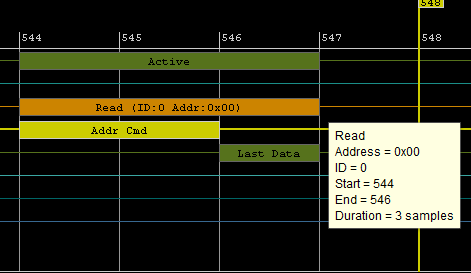 548
544 545 546 547 548
Active
Read (ID:0 Addr:0x00)
Addr Cmd
Last Data
Read
Address = 0x00
ID = 0
Start = 544
End = 546
Duration = 3 samples